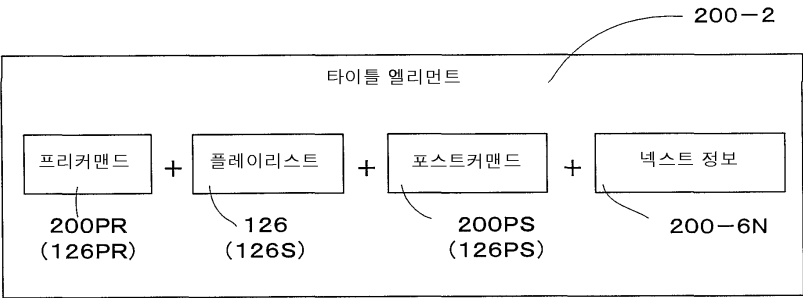 200-2
타이틀 엘리먼트
프리커맨드 + 플레이리스트 + 포스트커맨드 + 넥스트 정보
200PR 126 200PS 200-6N
(126PR) (126S) (126PS)